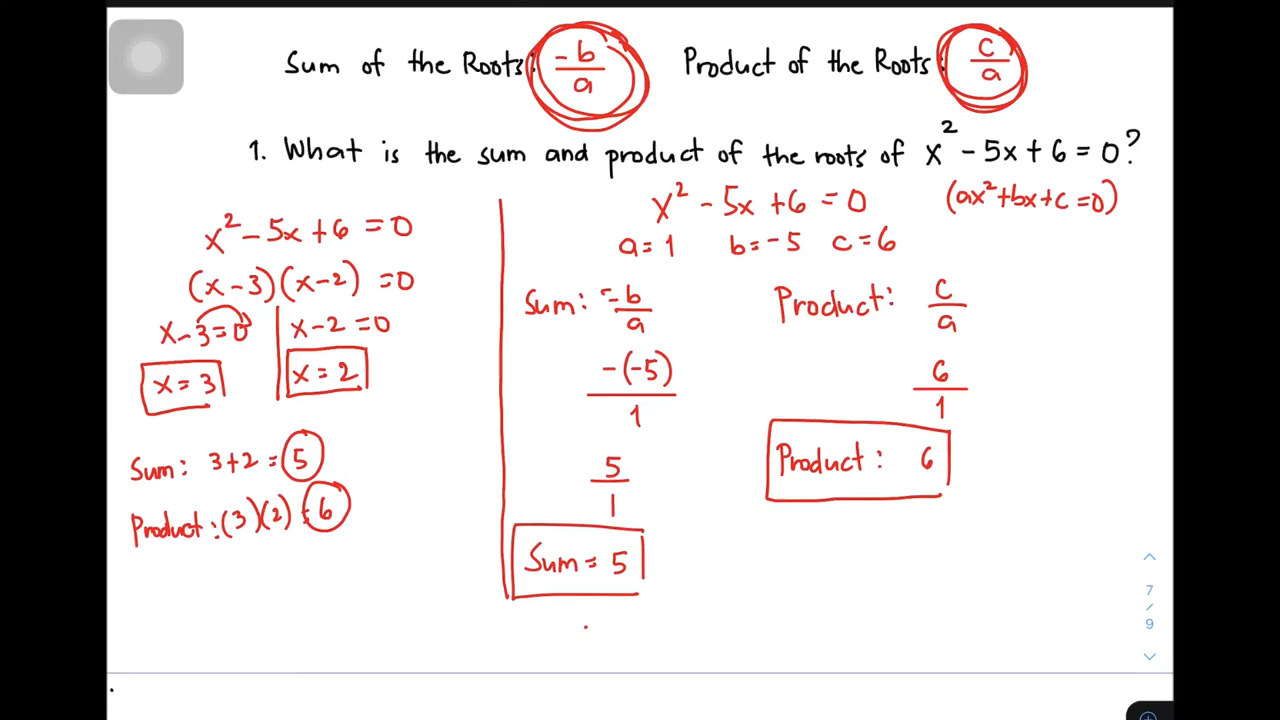 Sum of the Roots: -b/a Product of the Roots: c/a
1. What is the sum and product of the roots of x² - 5x + 6 = 0?
x² - 5x + 6 = 0
(x - 3)(x - 2) = 0
x - 3 = 0 x - 2 = 0
x = 3 x = 2
Sum: 3 + 2 = 5
Product: (3)(2) = 6
x² - 5x + 6 = 0 (ax² + bx + c = 0)
a = 1 b = -5 c = 6
Sum: -b/a
-(-5)/1
5/1
Sum = 5
Product: c/a
6/1
Product: 6
7
/
9